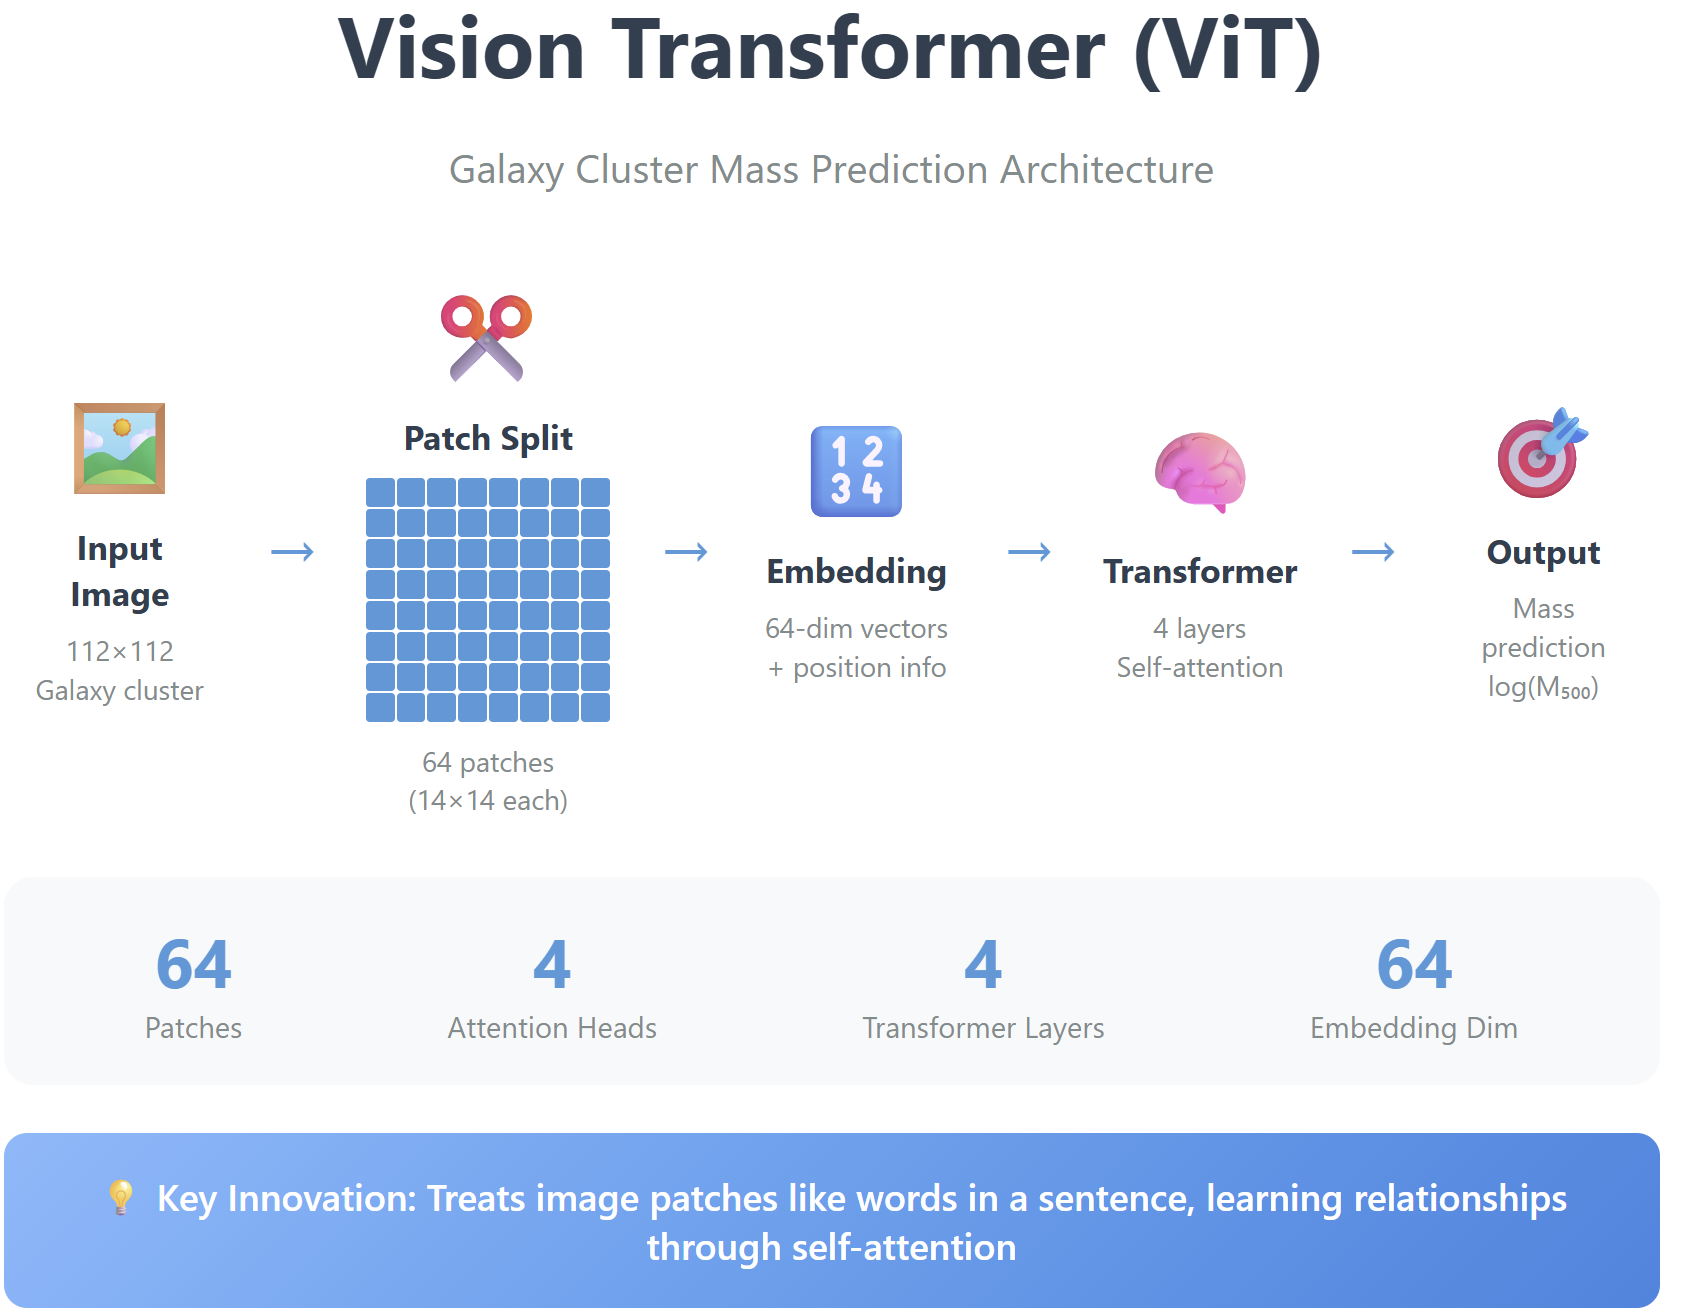 Vision Transformer (ViT)
Galaxy Cluster Mass Prediction Architecture
Input
Image
112×112
Galaxy cluster
→
Patch Split
64 patches
(14×14 each)
→
1 2
3 4
Embedding
64-dim vectors
+ position info
→
Transformer
4 layers
Self-attention
→
Output
Mass
prediction
log(M₅₀₀)
64
Patches
4
Attention Heads
4
Transformer Layers
64
Embedding Dim
Key Innovation: Treats image patches like words in a sentence, learning relationships
through self-attention